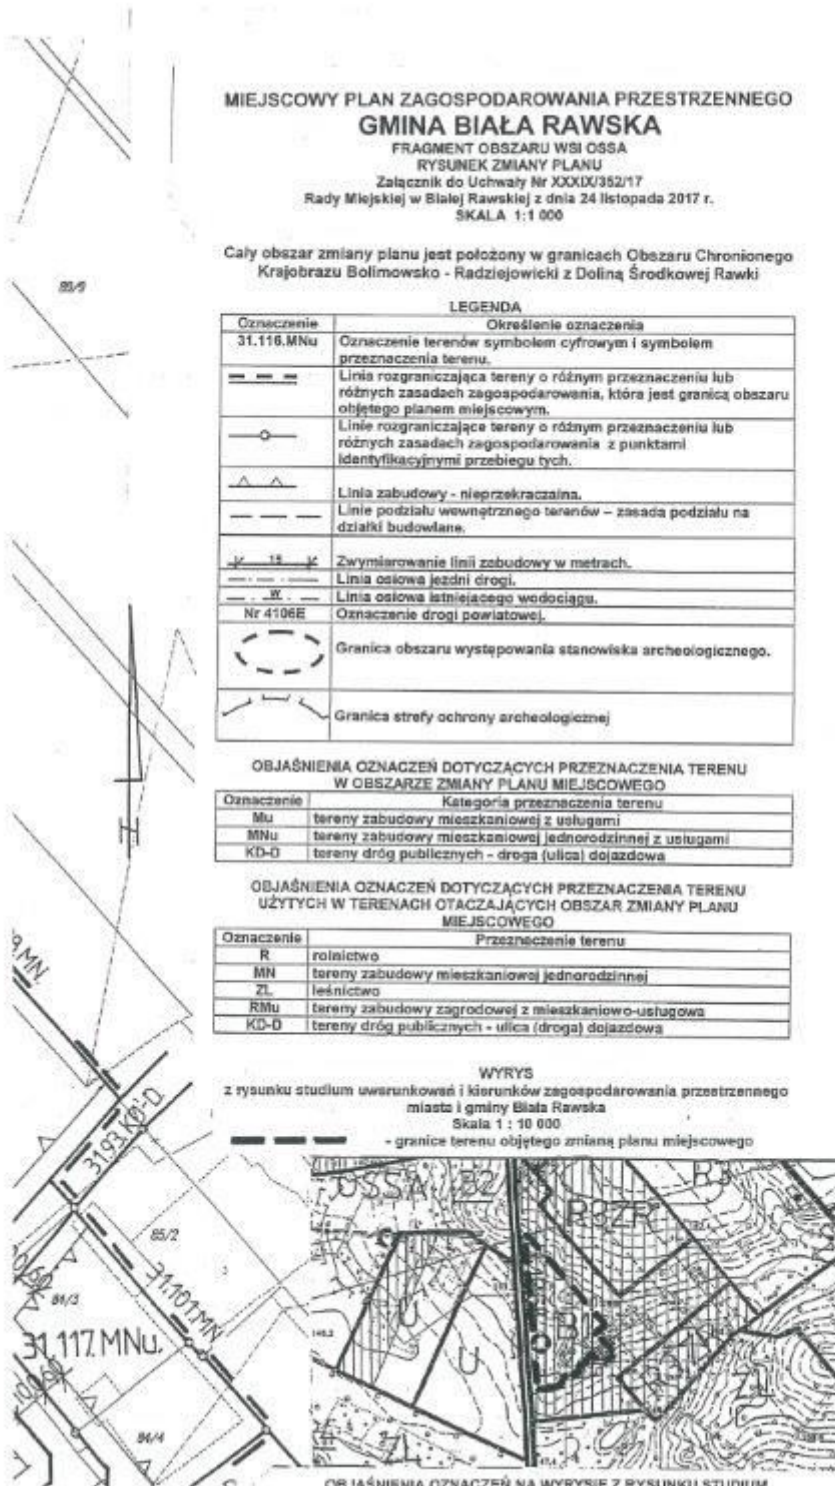 MIEJSCOWY PLAN ZAGOSPODAROWANIA PRZESTRZENNEGO
GMINA BIAŁA RAWSKA
FRAGMENT OBSZARU WSI OSSA
RYSUNEK ZMIANY PLANU
Załącznik do Uchwały Nr XXXIX/352/17
Rady Miejskiej w Białej Rawskiej z dnia 24 listopada 2017 r.
SKALA 1:1 000
Cały obszar zmiany planu jest położony w granicach Obszaru Chronionego
Krajobrazu Bolimowsko - Radziejowicki z Doliną Środkowej Rawki
LEGENDA
Oznaczenie Określenie oznaczenia
31.116.MNu Oznaczenie terenów symbolem cyfrowym i symbolem
przeznaczenia terenu.
Linia rozgraniczająca tereny o różnym przeznaczeniu lub
różnych zasadach zagospodarowania, która jest granicą obszaru
objętego planem miejscowym.
Linie rozgraniczające tereny o różnym przeznaczeniu lub
różnych zasadach zagospodarowania z punktami
identyfikacyjnymi przebiegu tych.
Linia zabudowy - nieprzekraczalna.
Linie podziału wewnętrznego terenów – zasada podziału na
działki budowlane.
15 Zwymiarowanie linii zabudowy w metrach.
Linia osiowa jezdni drogi.
W Linia osiowa istniejącego wodociągu.
Nr 4106E Oznaczenie drogi powiatowej.
Granica obszaru występowania stanowiska archeologicznego.
Granica strefy ochrony archeologicznej
OBJAŚNIENIA OZNACZEŃ DOTYCZĄCYCH PRZEZNACZENIA TERENU
W OBSZARZE ZMIANY PLANU MIEJSCOWEGO
Oznaczenie Kategoria przeznaczenia terenu
Mu tereny zabudowy mieszkaniowej z usługami
MNu tereny zabudowy mieszkaniowej jednorodzinnej z usługami
KD-D tereny dróg publicznych - droga (ulica) dojazdowa
OBJAŚNIENIA OZNACZEŃ DOTYCZĄCYCH PRZEZNACZENIA TERENU
UŻYTYCH W TERENACH OTACZAJĄCYCH OBSZAR ZMIANY PLANU
MIEJSCOWEGO
Oznaczenie Przeznaczenie terenu
R rolnictwo
MN tereny zabudowy mieszkaniowej jednorodzinnej
ZL leśnictwo
RMu tereny zabudowy zagrodowej z mieszkaniowo-usługowa
KD-D tereny dróg publicznych - ulica (droga) dojazdowa
WYRYS
z rysunku studium uwarunkowań i kierunków zagospodarowania przestrzennego
miasta i gminy Biała Rawska
Skala 1 : 10 000
- granice terenu objętego zmianą planu miejscowego
80/9
31.93.KD-D.
85/2
31.101.MN
84/3
31.117.MNu.
84/4
OSSA
R3ZR
U
U
ZL
ZL
OBJAŚNIENIA OZNACZEŃ NA WYRYSIE Z RYSUNKU STUDIUM